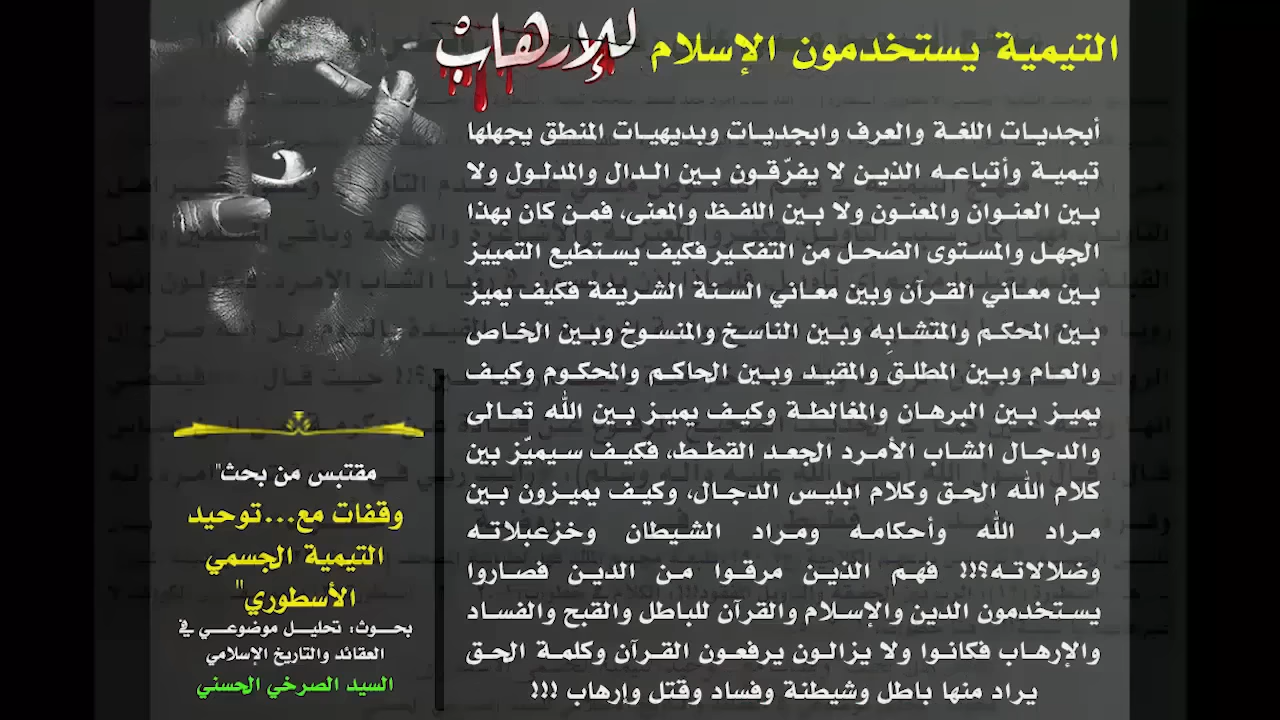 التيمية يستخدمون الإسلام للإرهاب
أبجديات اللغة والعرف وابجديات وبديهيات المنطق يجهلها
تيمية وأتباعه الذين لا يفرّقون بين الدال والمدلول ولا
بين العنوان والمعنون ولا بين اللفظ والمعنى، فمن كان بهذا
الجهل والمستوى الضحل من التفكير فكيف يستطيع التمييز
بين معاني القرآن وبين معاني السنة الشريفة فكيف يميز
بين المحكم والمتشابِه وبين الناسخ والمنسوخ وبين الخاص
والعام وبين المطلق والمقيد وبين الحاكم والمحكوم وكيف
يميز بين البرهان والمغالطة وكيف يميز بين الله تعالى
والدجال الشاب الأمرد الجعد القطط، فكيف سيميّز بين
كلام الله الحق وكلام ابليس الدجال، وكيف يميزون بين
مراد الله وأحكامه ومراد الشيطان وخزعبلاته
وضلالاته؟!! فهم الذين مرقوا من الدين فصاروا
يستخدمون الدين والإسلام والقرآن للباطل والقبح والفساد
والإرهاب فكانوا ولا يزالون يرفعون القرآن وكلمة الحق
يراد منها باطل وشيطنة وفساد وقتل وإرهاب !!!
مقتبس من بحث"
وقفات مع...توحيد
التيمية الجسمي
الأسطوري"
بحوث: تحليل موضوعي في
العقائد والتاريخ الإسلامي
السيد الصرخي الحسني